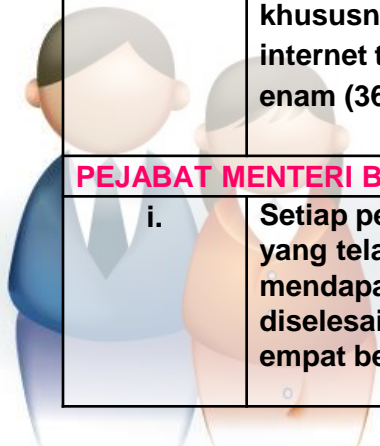 khususn
internet t
enam (36
PEJABAT MENTERI B
i.
Setiap pe
yang tela
mendapa
diselesai
empat be